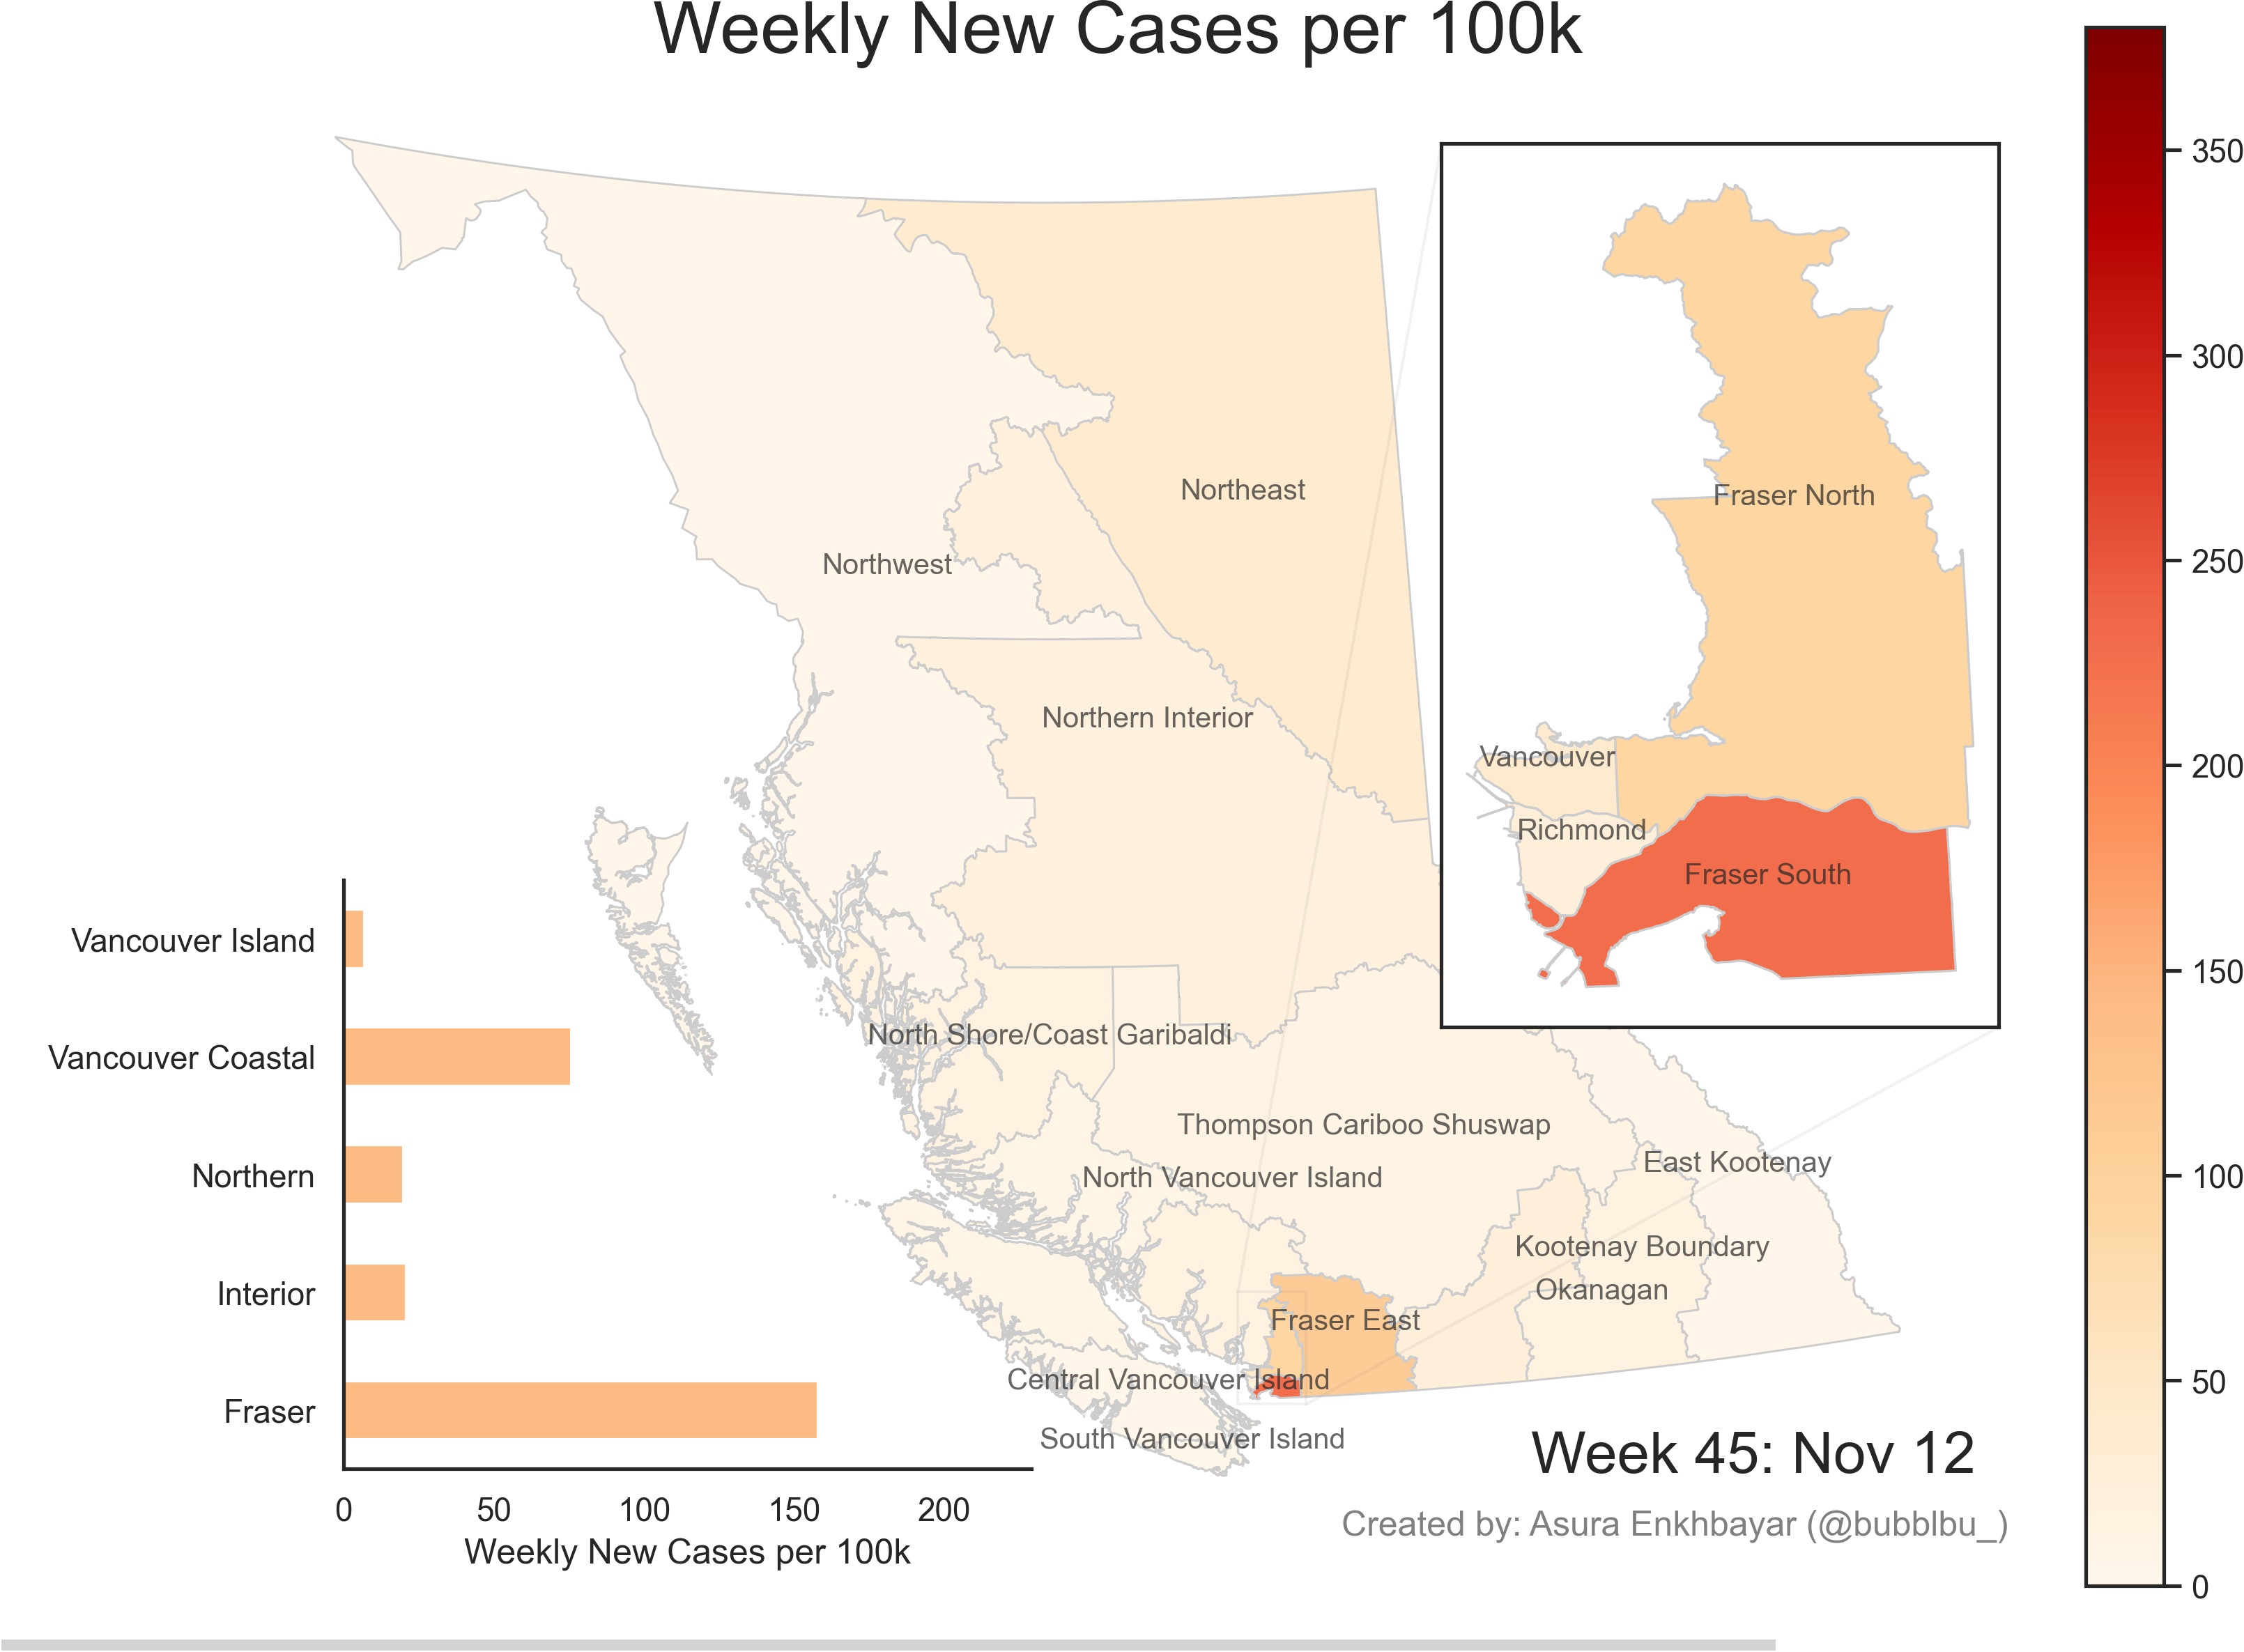 Weekly New Cases per 100k
350
300
250
200
150
100
50
0
Northeast
Northwest
Northern Interior
North Shore/Coast Garibaldi
Thompson Cariboo Shuswap
North Vancouver Island
East Kootenay
Kootenay Boundary
Okanagan
Fraser East
Central Vancouver Island
South Vancouver Island
Fraser North
Vancouver
Richmond
Fraser South
Vancouver Island
Vancouver Coastal
Northern
Interior
Fraser
0 50 100 150 200
Weekly New Cases per 100k
Week 45: Nov 12
Created by: Asura Enkhbayar (@bubblbu_)